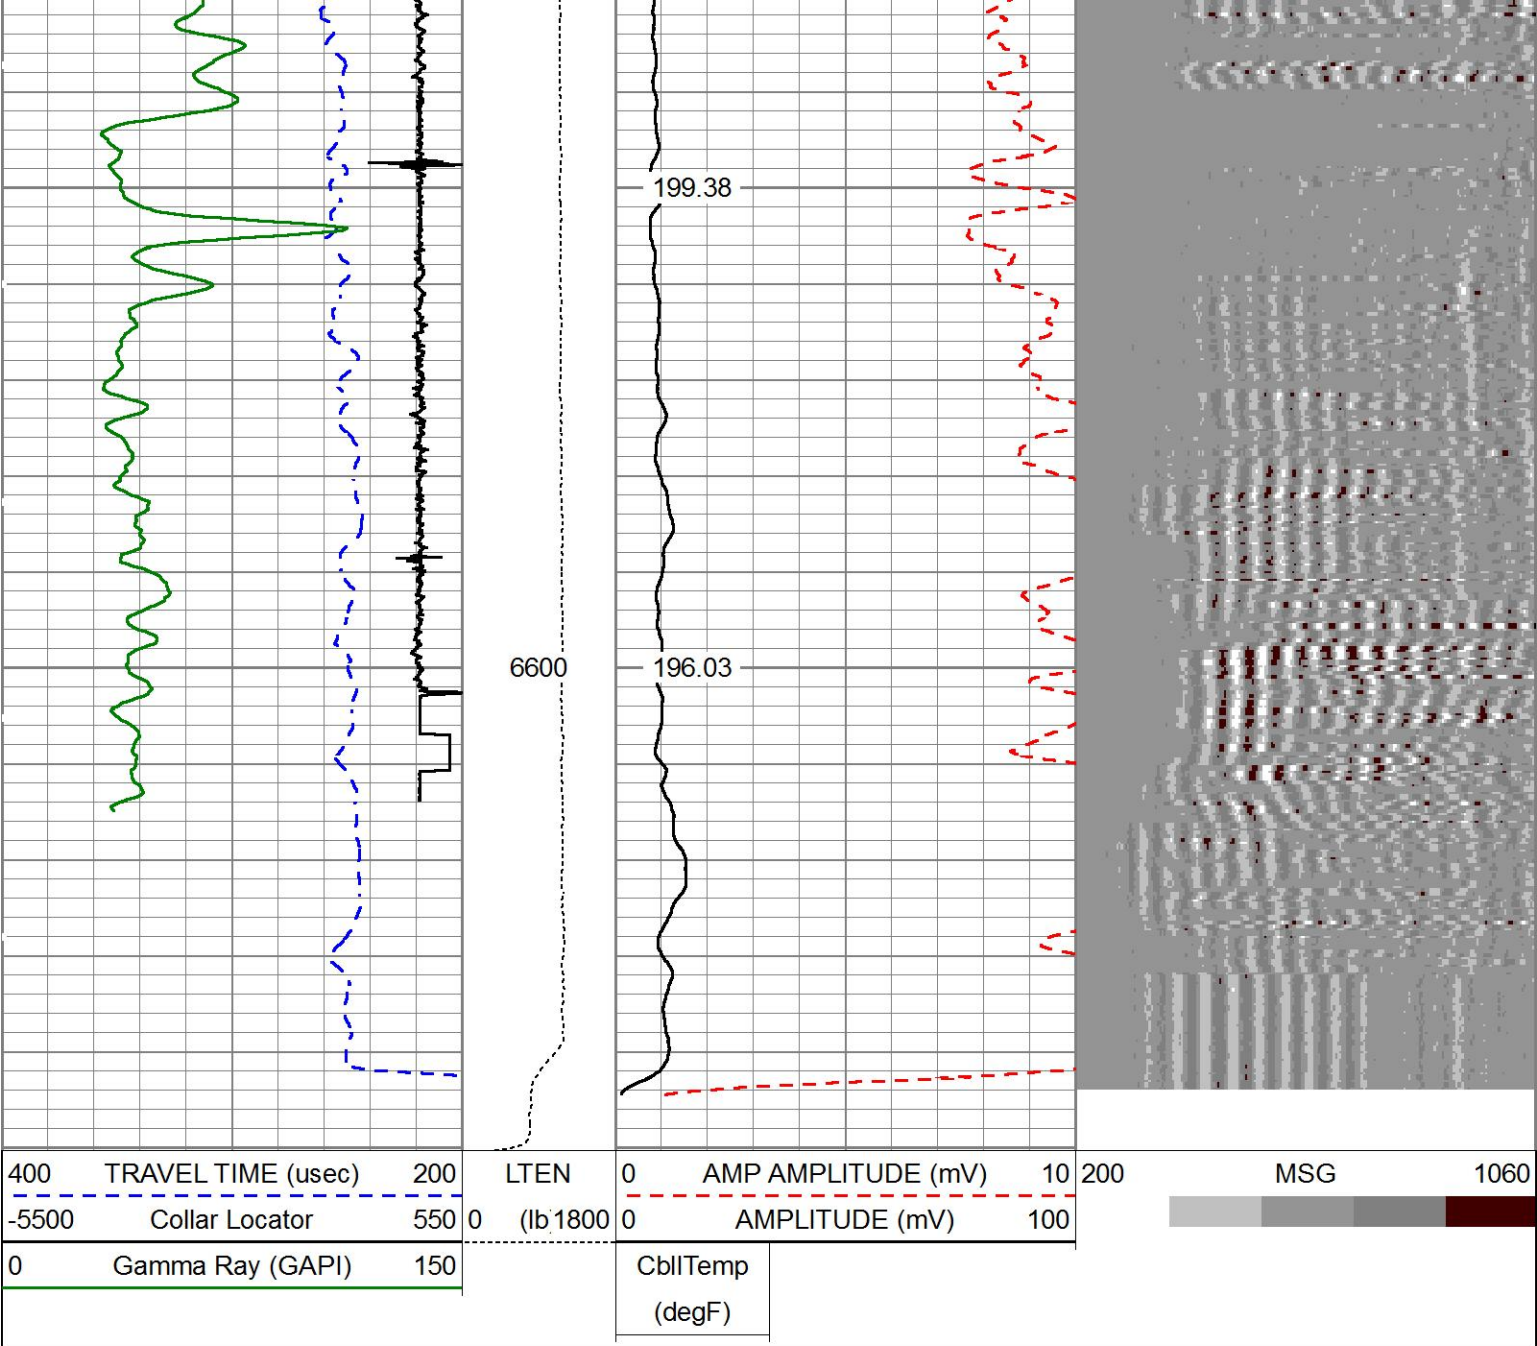 199.38
6600 196.03
400 TRAVEL TIME (usec) 200 LTEN 0 AMP AMPLITUDE (mV) 10 200 MSG 1060
-5500 Collar Locator 550 0 (lb 1800 0 AMPLITUDE (mV) 100
0 Gamma Ray (GAPI) 150 CbllTemp
(degF)